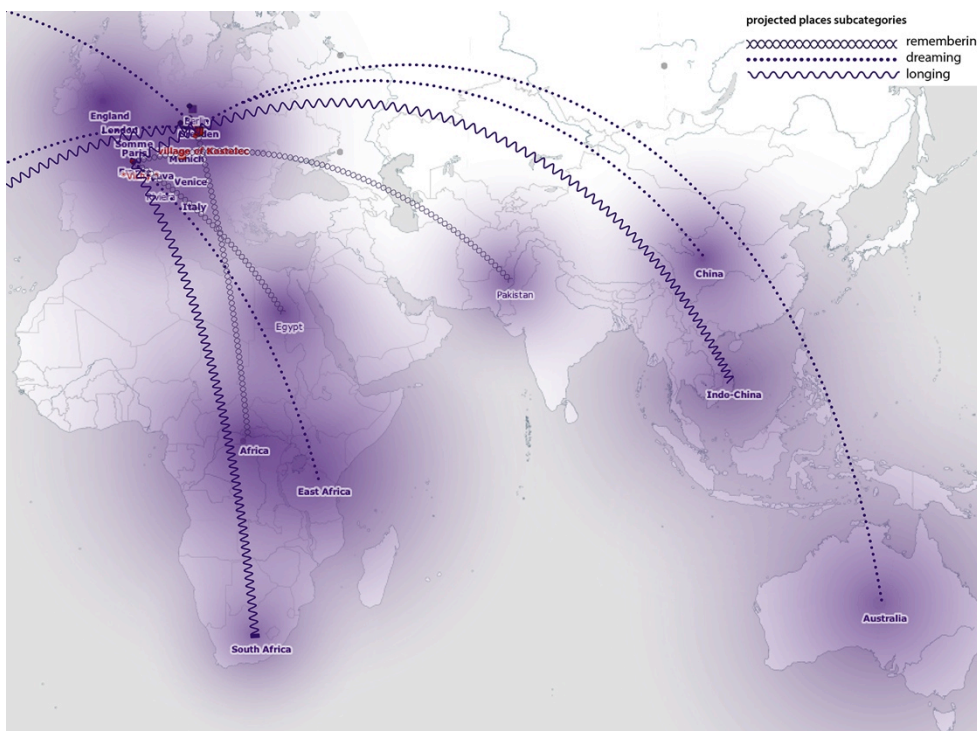 projected places subcategories
rememberin
dreaming
longing
England
London
Somme
Paris
village of Kastelec
Munich
Venice
Italy
Pakistan
China
Egypt
Indo-China
Africa
East Africa
Australia
South Africa